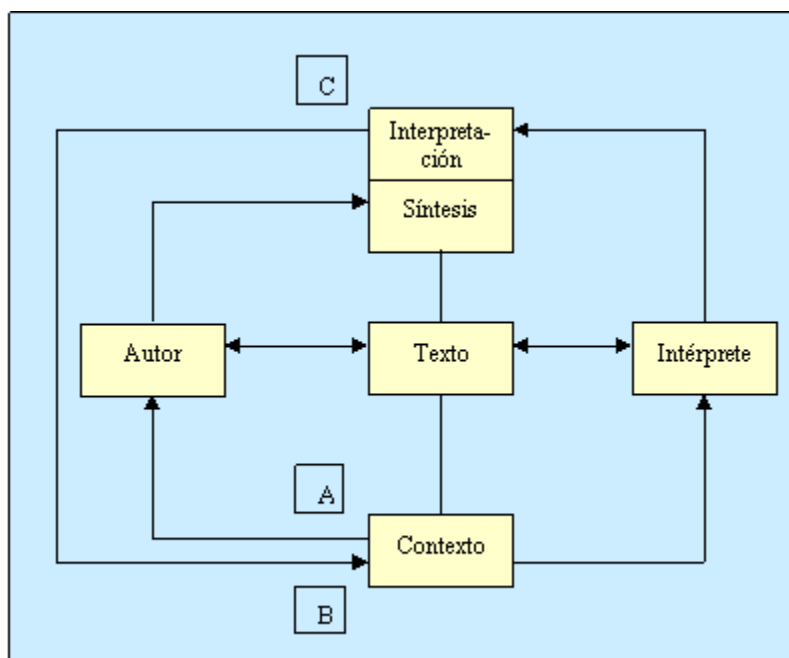 C
Interpreta-
ción
Síntesis
Autor
Texto
Intérprete
A
Contexto
B